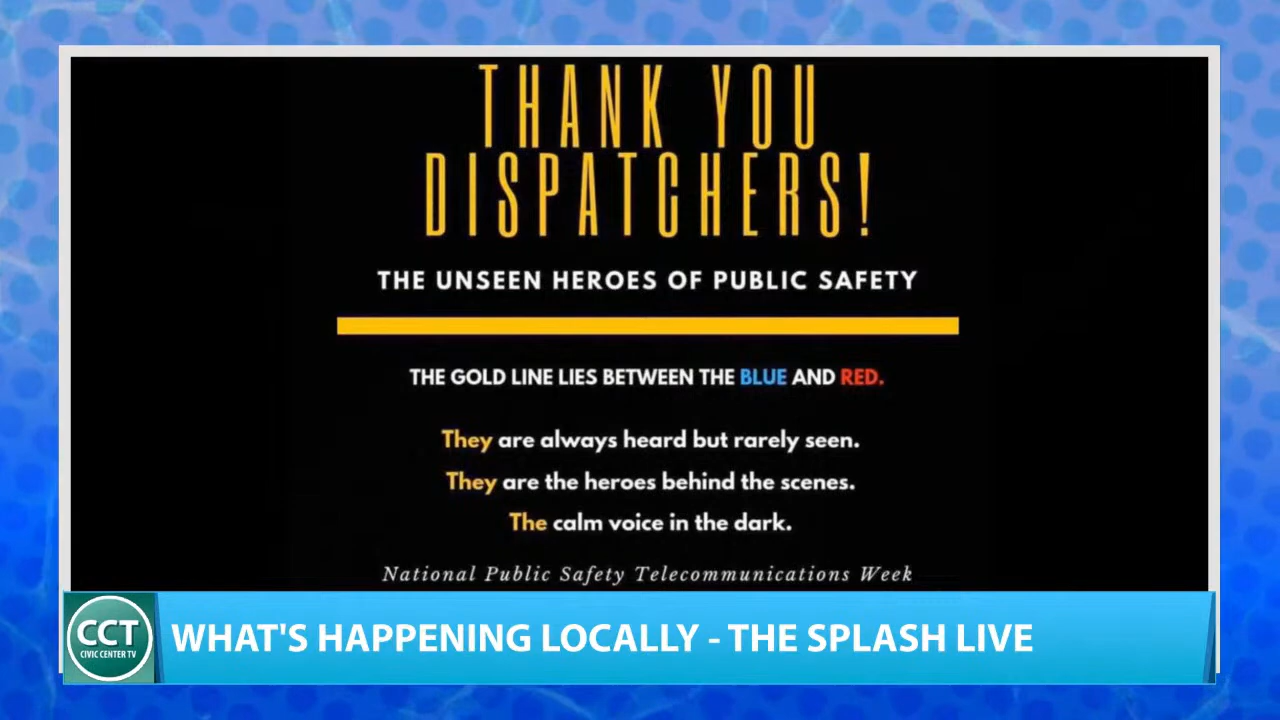 THANK YOU
DISPATCHERS!
THE UNSEEN HEROES OF PUBLIC SAFETY
THE GOLD LINE LIES BETWEEN THE BLUE AND RED.
They are always heard but rarely seen.
They are the heroes behind the scenes.
The calm voice in the dark.
National Public Safety Telecommunications Week
CCT
CIVIC CENTER TV
WHAT'S HAPPENING LOCALLY - THE SPLASH LIVE